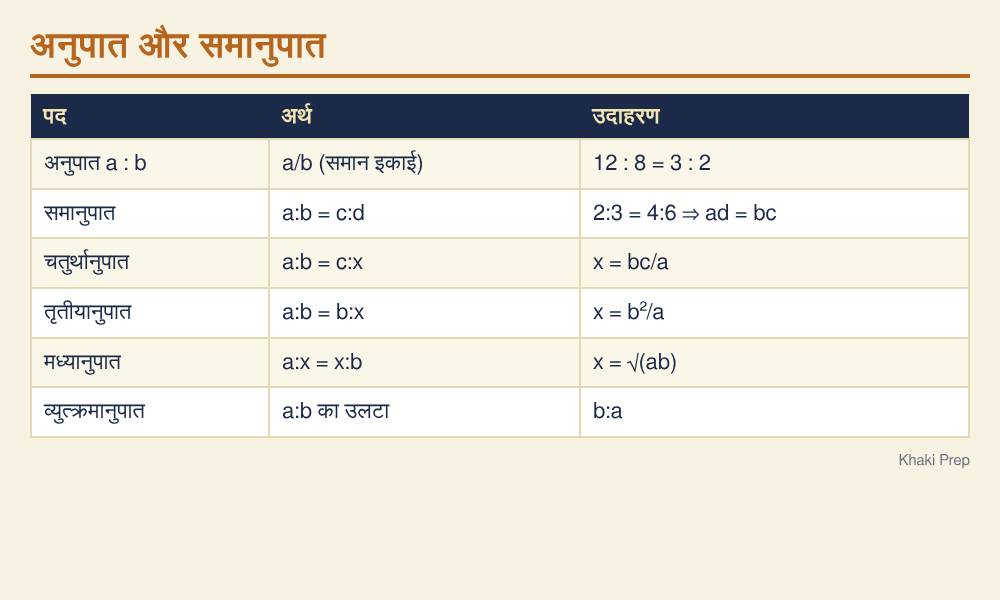 अनुपात और समानुपात
पद अर्थ उदाहरण
अनुपात a : b a/b (समान इकाई) 12 : 8 = 3 : 2
समानुपात a:b = c:d 2:3 = 4:6 ⇒ ad = bc
चतुर्थानुपात a:b = c:x x = bc/a
तृतीयानुपात a:b = b:x x = b²/a
मध्यानुपात a:x = x:b x = √(ab)
व्युत्क्रमानुपात a:b का उलटा b:a
Khaki Prep